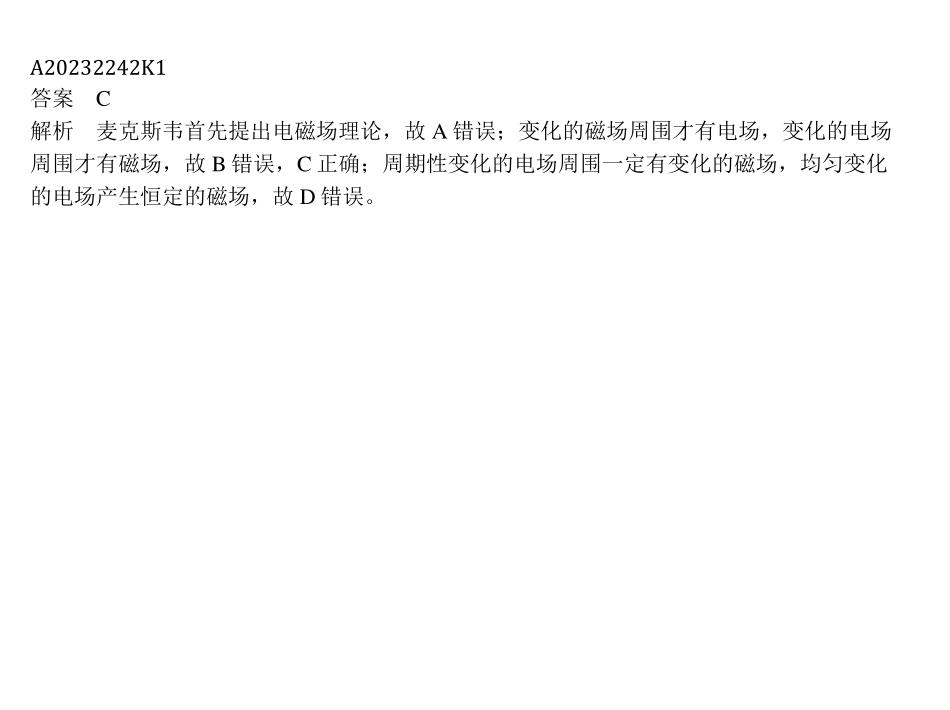 A20232242K1
答案 C
解析 麦克斯韦首先提出电磁场理论，故 A 错误；变化的磁场周围才有电场，变化的电场
周围才有磁场，故 B 错误，C 正确；周期性变化的电场周围一定有变化的磁场，均匀变化
的电场产生恒定的磁场，故 D 错误。